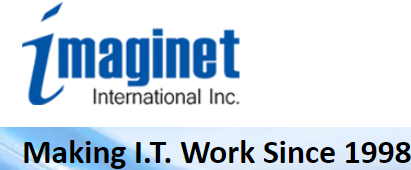 imaginet
International Inc.
Making I.T. Work Since 1998